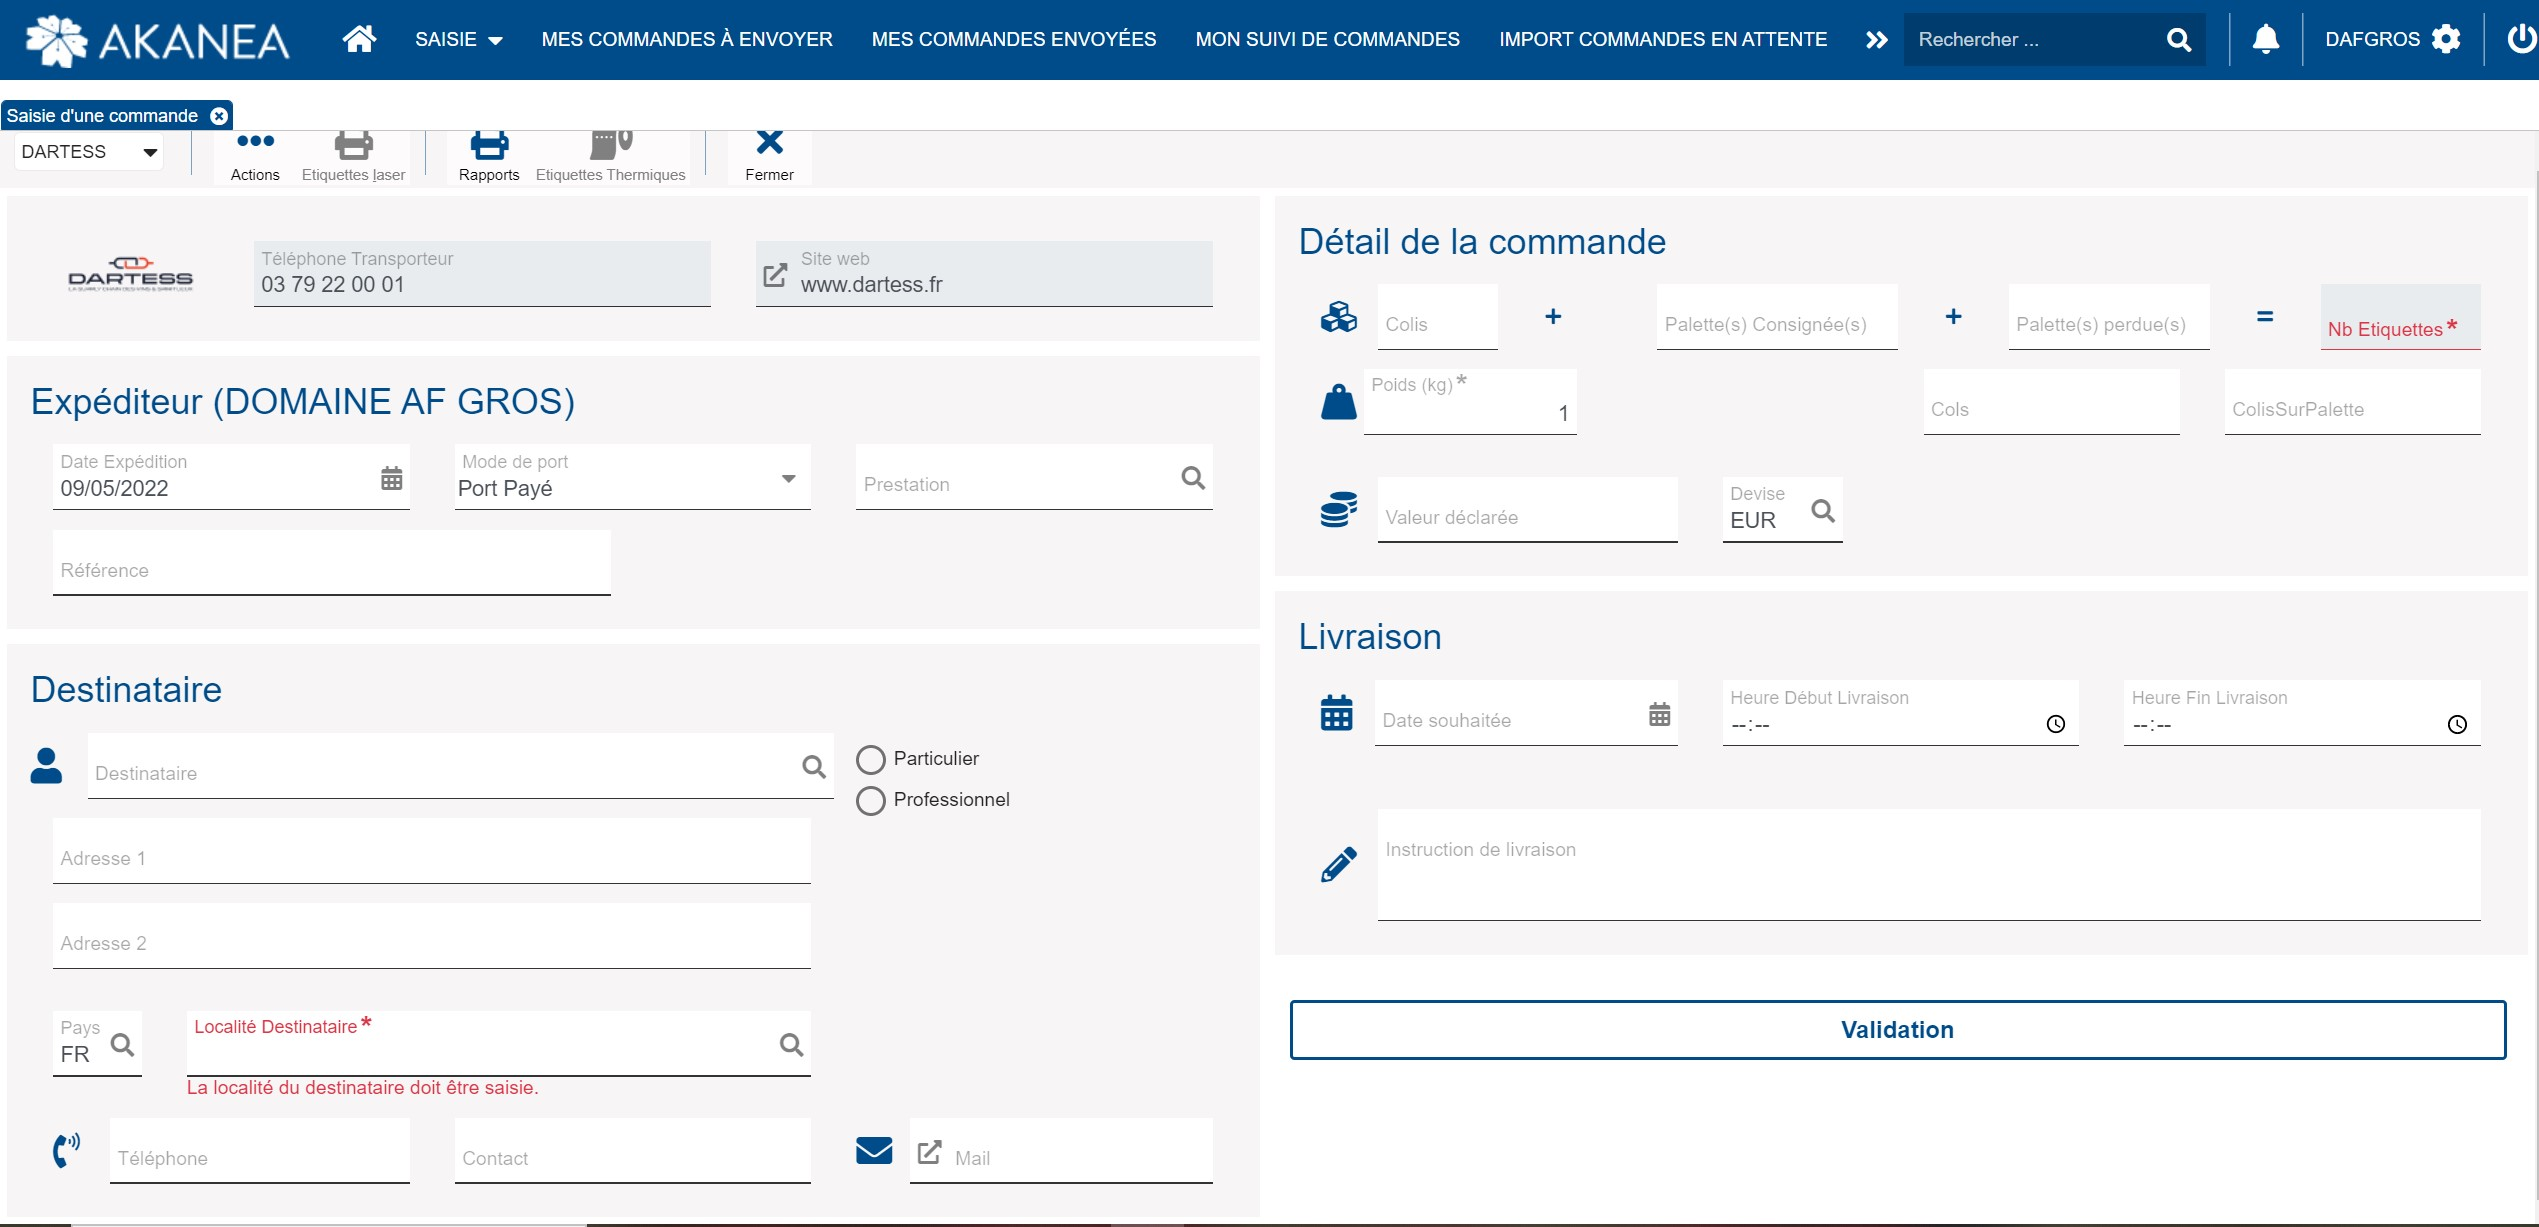 AKANEA
SAISIE
MES COMMANDES À ENVOYER
MES COMMANDES ENVOYÉES
MON SUIVI DE COMMANDES
IMPORT COMMANDES EN ATTENTE
Rechercher ...
DAFGROS
Saisie d'une commande
DARTESS
Actions
Etiquettes laser
Rapports
Etiquettes Thermiques
Fermer
DARTESS
Téléphone Transporteur
03 79 22 00 01
Site web
www.dartess.fr
Expéditeur (DOMAINE AF GROS)
Date Expédition
09/05/2022
Mode de port
Port Payé
Prestation
Référence
Destinataire
Destinataire
Particulier
Professionnel
Adresse 1
Adresse 2
Pays
FR
Localité Destinataire *
La localité du destinataire doit être saisie.
Téléphone
Contact
Mail
Détail de la commande
Colis
+
Palette(s) Consignée(s)
+
Palette(s) perdue(s)
=
Nb Etiquettes *
Poids (kg) *
1
Cols
ColisSurPalette
Valeur déclarée
Devise
EUR
Livraison
Date souhaitée
Heure Début Livraison
--:--
Heure Fin Livraison
--:--
Instruction de livraison
Validation